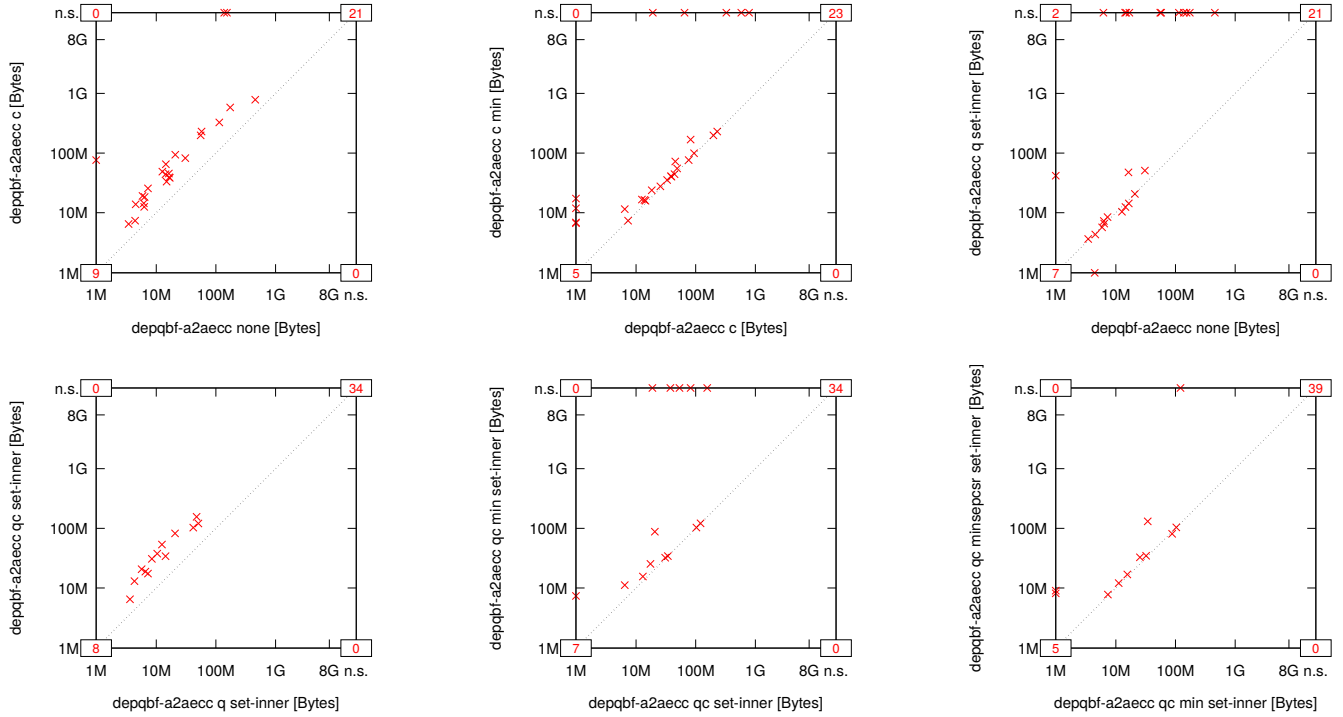 n.s. 0 21
8G
1G
100M
10M
1M 9 0
1M 10M 100M 1G 8G n.s.
depqbf-a2aecc c [Bytes]
depqbf-a2aecc none [Bytes]
n.s. 0 23
8G
1G
100M
10M
1M 5 0
1M 10M 100M 1G 8G n.s.
depqbf-a2aecc c min [Bytes]
depqbf-a2aecc c [Bytes]
n.s. 2 21
8G
1G
100M
10M
1M 7 0
1M 10M 100M 1G 8G n.s.
depqbf-a2aecc q set-inner [Bytes]
depqbf-a2aecc none [Bytes]
n.s. 0 34
8G
1G
100M
10M
1M 8 0
1M 10M 100M 1G 8G n.s.
depqbf-a2aecc qc set-inner [Bytes]
depqbf-a2aecc q set-inner [Bytes]
n.s. 0 34
8G
1G
100M
10M
1M 7 0
1M 10M 100M 1G 8G n.s.
depqbf-a2aecc qc min set-inner [Bytes]
depqbf-a2aecc qc set-inner [Bytes]
n.s. 0 39
8G
1G
100M
10M
1M 5 0
1M 10M 100M 1G 8G n.s.
depqbf-a2aecc qc minsepcsr set-inner [Bytes]
depqbf-a2aecc qc min set-inner [Bytes]